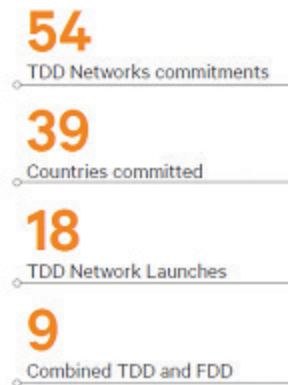 54
TDD Networks commitments
39
Countries committed
18
TDD Network Launches
9
Combined TDD and FDD